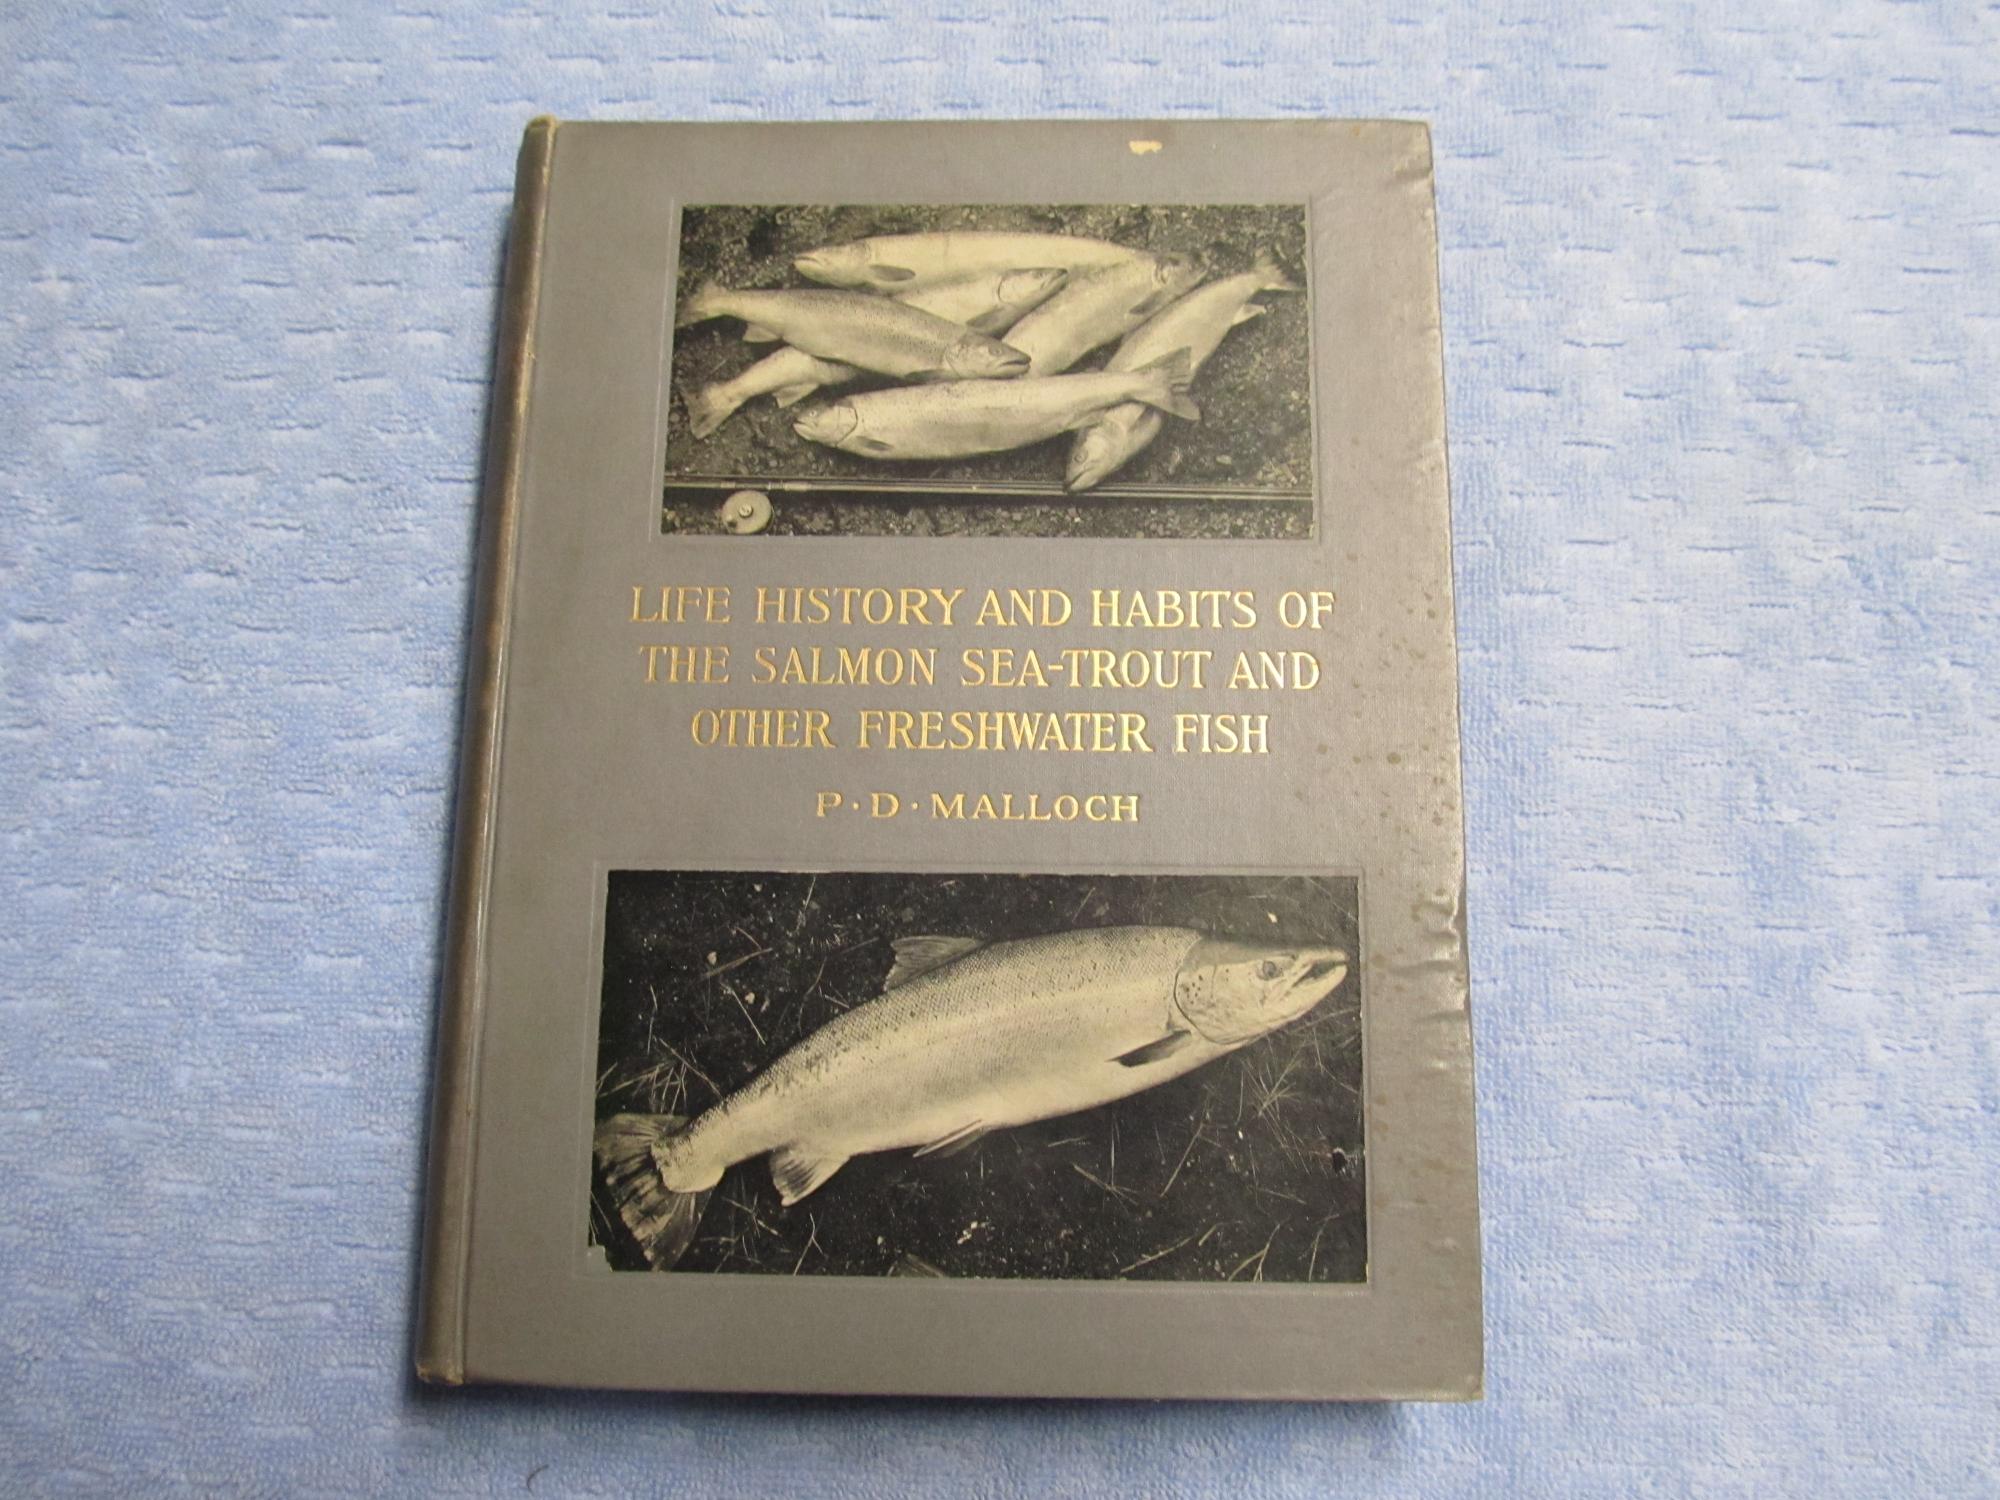 LIFE HISTORY AND HABITS OF
THE SALMON SEA-TROUT AND
OTHER FRESHWATER FISH
P·D·MALLOCH